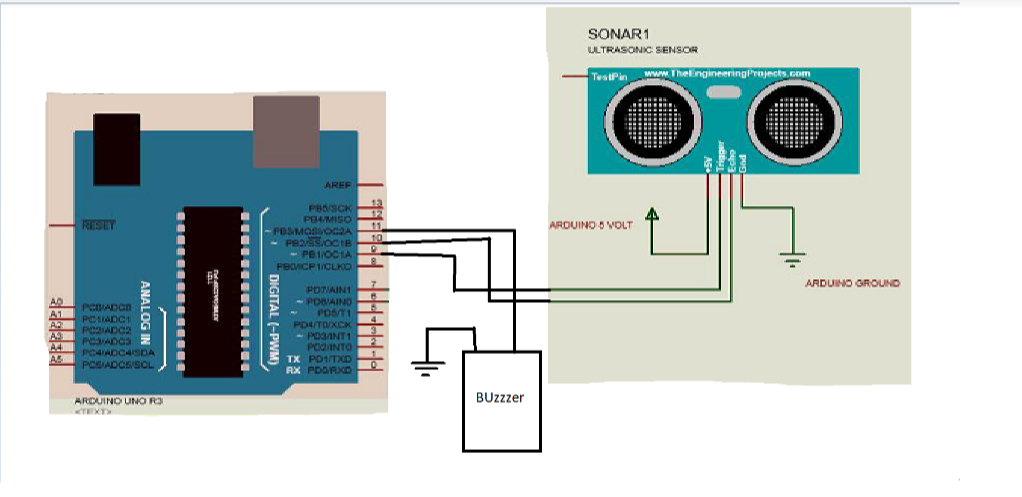 SONAR1
ULTRASONIC SENSOR
TestPin
www.TheEngineeringProjects.com
+5V
Trigger
Echo
Gnd
ARDUINO 5 VOLT
ARDUINO GROUND
AREF
13
PB5/SCK
12
PB4/MISO
11
~ PB3/MOSI/OC2A
10
~ PB2/SS/OC1B
9
~ PB1/OC1A
8
PB0/ICP1/CLKO
7
PD7/AIN1
6
~ PD6/AIN0
5
~ PD5/T1
4
PD4/T0/XCK
3
~ PD3/INT1
2
PD2/INT0
1
TX PD1/TXD
0
RX PD0/RXD
RESET
DIGITAL (~PWM)
ANALOG IN
A0
PC0/ADC0
A1
PC1/ADC1
A2
PC2/ADC2
A3
PC3/ADC3
A4
PC4/ADC4/SDA
A5
PC5/ADC5/SCL
ARDUINO UNO R3
<TEXT>
BUzzzer